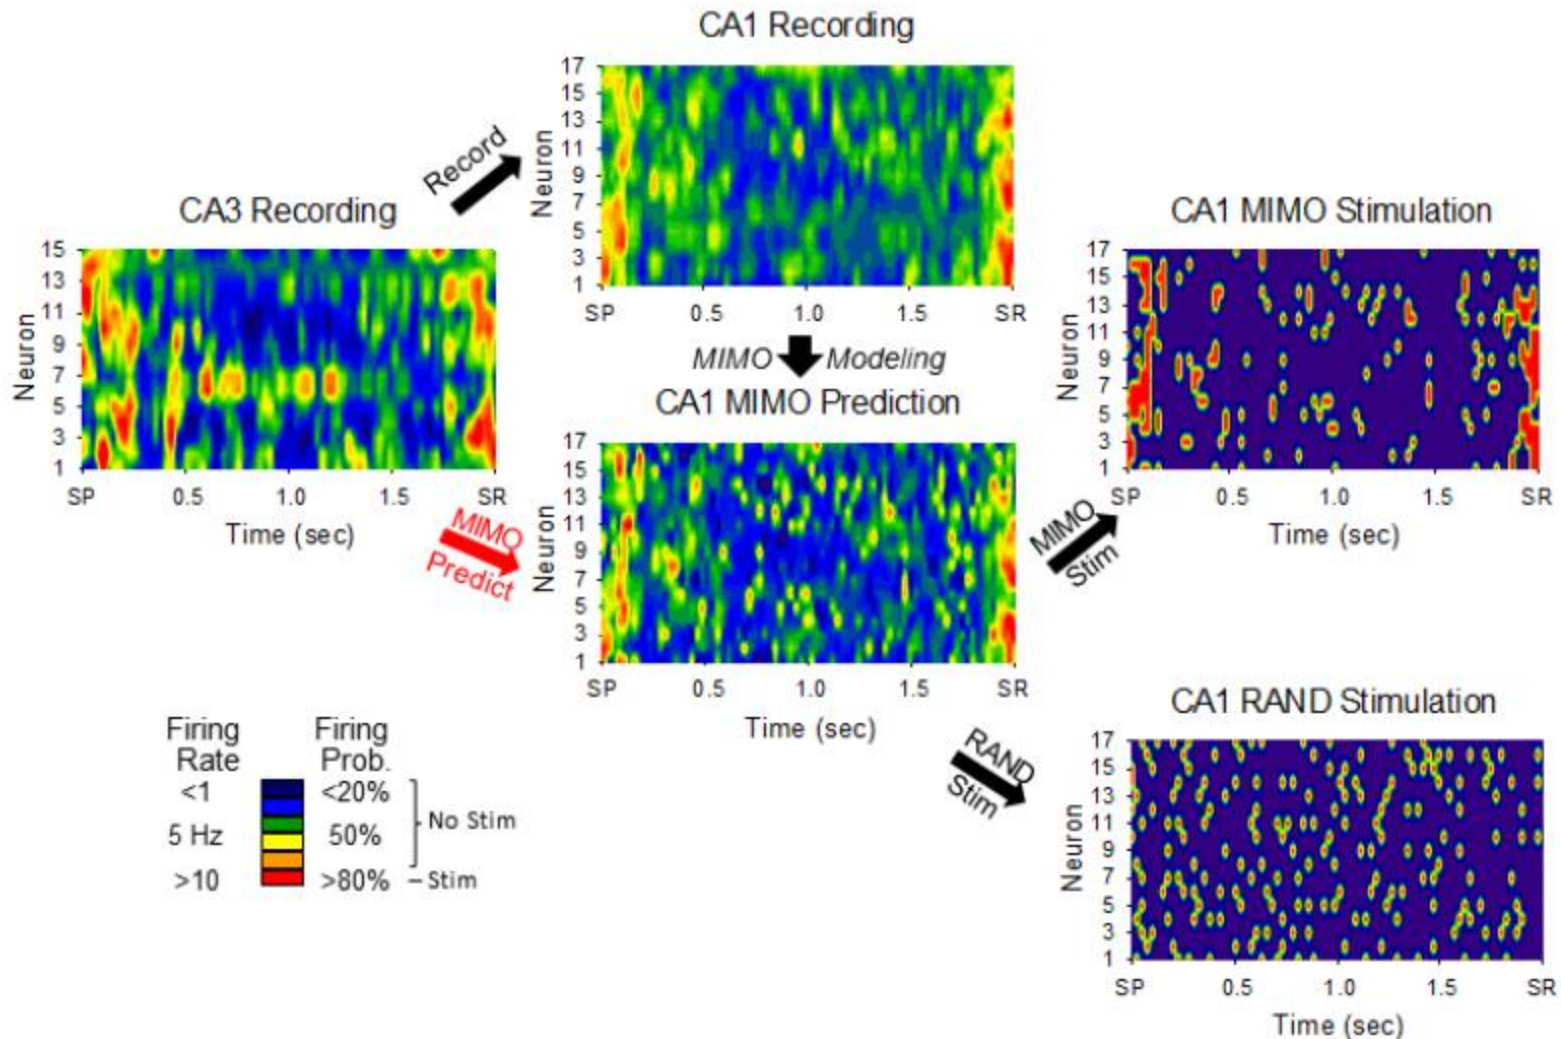 CA1 Recording
17
15
13
11
9
7
5
3
1
Neuron
SP 0.5 1.0 1.5 SR
Record
CA3 Recording
15
13
11
9
7
5
3
1
Neuron
SP 0.5 1.0 1.5 SR
Time (sec)
MIMO Modeling
CA1 MIMO Prediction
17
15
13
11
9
7
5
3
1
Neuron
SP 0.5 1.0 1.5 SR
Time (sec)
MIMO
Predict
CA1 MIMO Stimulation
17
15
13
11
9
7
5
3
1
Neuron
SP 0.5 1.0 1.5 SR
Time (sec)
MIMO
Stim
RAND
Stim
CA1 RAND Stimulation
17
15
13
11
9
7
5
3
1
Neuron
SP 0.5 1.0 1.5 SR
Time (sec)
Firing Firing
Rate Prob.
<1 <20%
No Stim
5 Hz 50%
>10 >80% – Stim